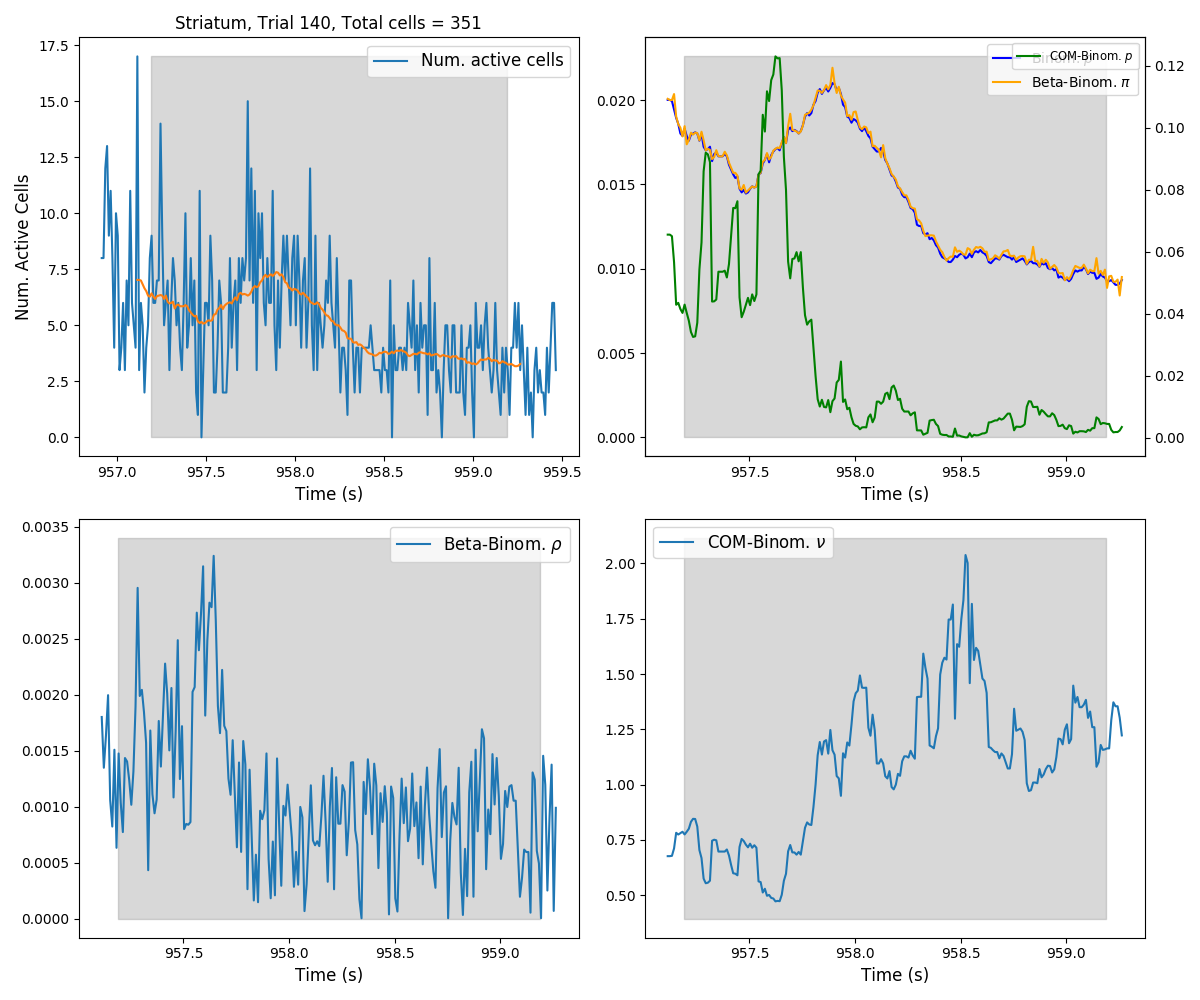 Striatum, Trial 140, Total cells = 351
Num. Active Cells
17.5
15.0
12.5
10.0
7.5
5.0
2.5
0.0
Num. active cells
957.0 957.5 958.0 958.5 959.0 959.5
Time (s)
0.020
0.015
0.010
0.005
0.000
COM-Binom. p
Binom. p
Beta-Binom. π
0.12
0.10
0.08
0.06
0.04
0.02
0.00
957.5 958.0 958.5 959.0
Time (s)
0.0035
0.0030
0.0025
0.0020
0.0015
0.0010
0.0005
0.0000
Beta-Binom. ρ
957.5 958.0 958.5 959.0
Time (s)
2.00
1.75
1.50
1.25
1.00
0.75
0.50
COM-Binom. ν
957.5 958.0 958.5 959.0
Time (s)